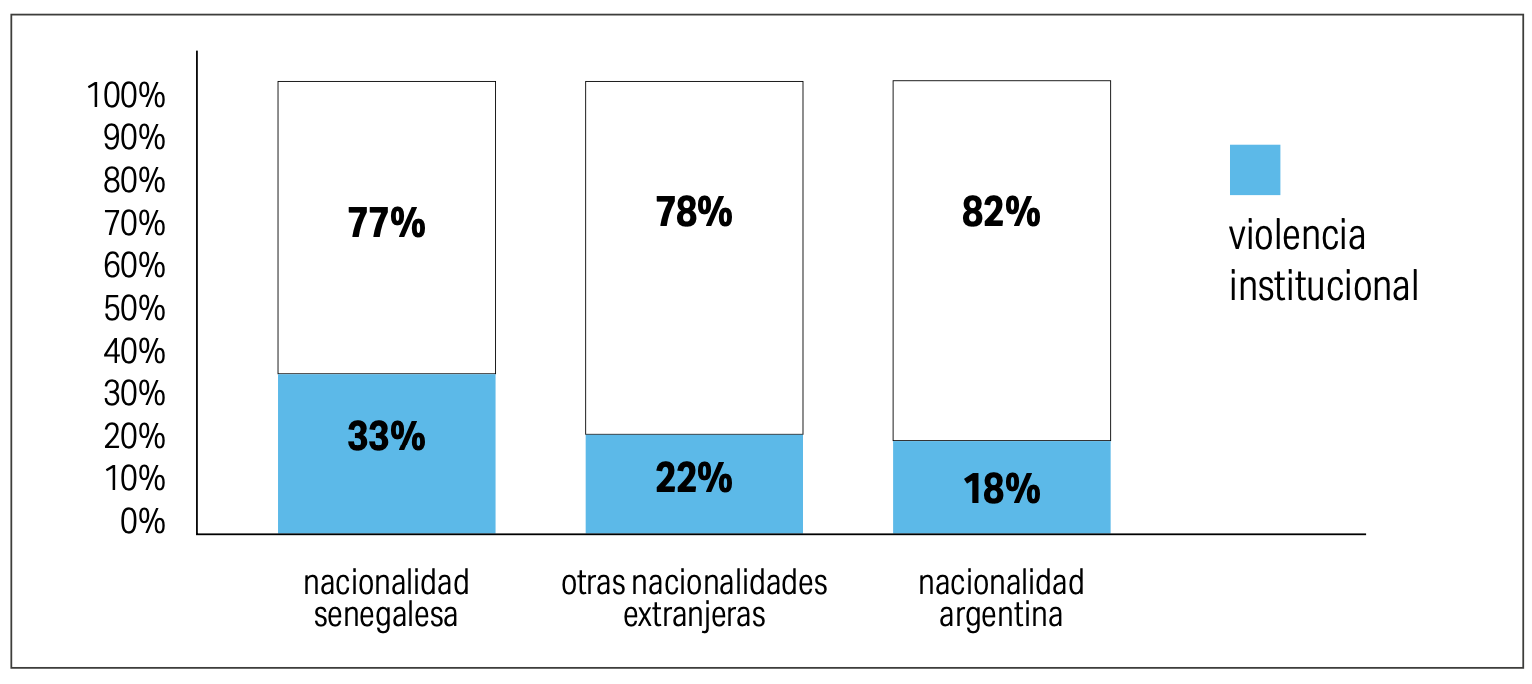 100%
90%
80%
70%
60%
50%
40%
30%
20%
10%
0%
77%
33%
78%
22%
82%
18%
nacionalidad
senegalesa
otras nacionalidades
extranjeras
nacionalidad
argentina
violencia
institucional